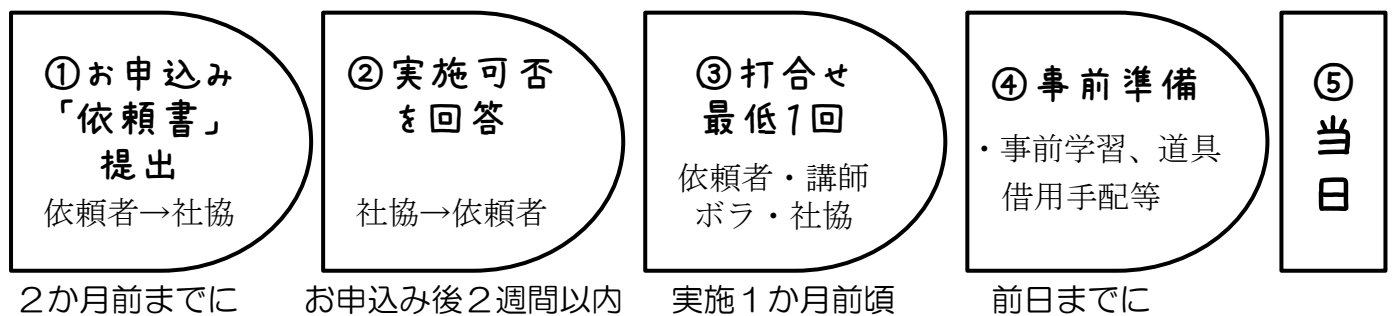 ①お申込み
「依頼書」
提出
依頼者→社協
2か月前までに
②実施可否
を回答
社協→依頼者
お申込み後2週間以内
③打合せ
最低1回
依頼者・講師
ボラ・社協
実施1か月前頃
④事前準備
・事前学習、道具
借用手配等
前日までに
⑤
当
日